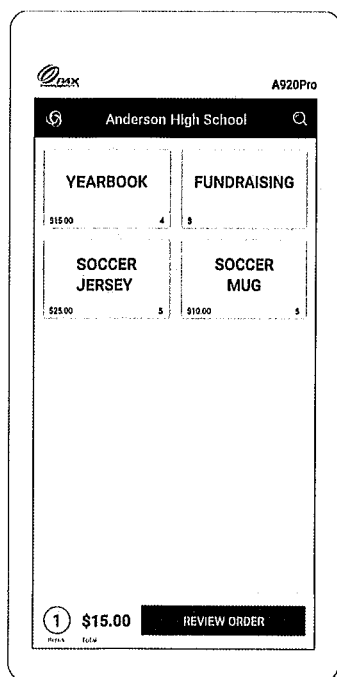 PAX
A920Pro
Anderson High School
YEARBOOK
$15.00 4
FUNDRAISING
$
SOCCER
JERSEY
$25.00 5
SOCCER
MUG
$10.00 5
1 $15.00 REVIEW ORDER
Items Total